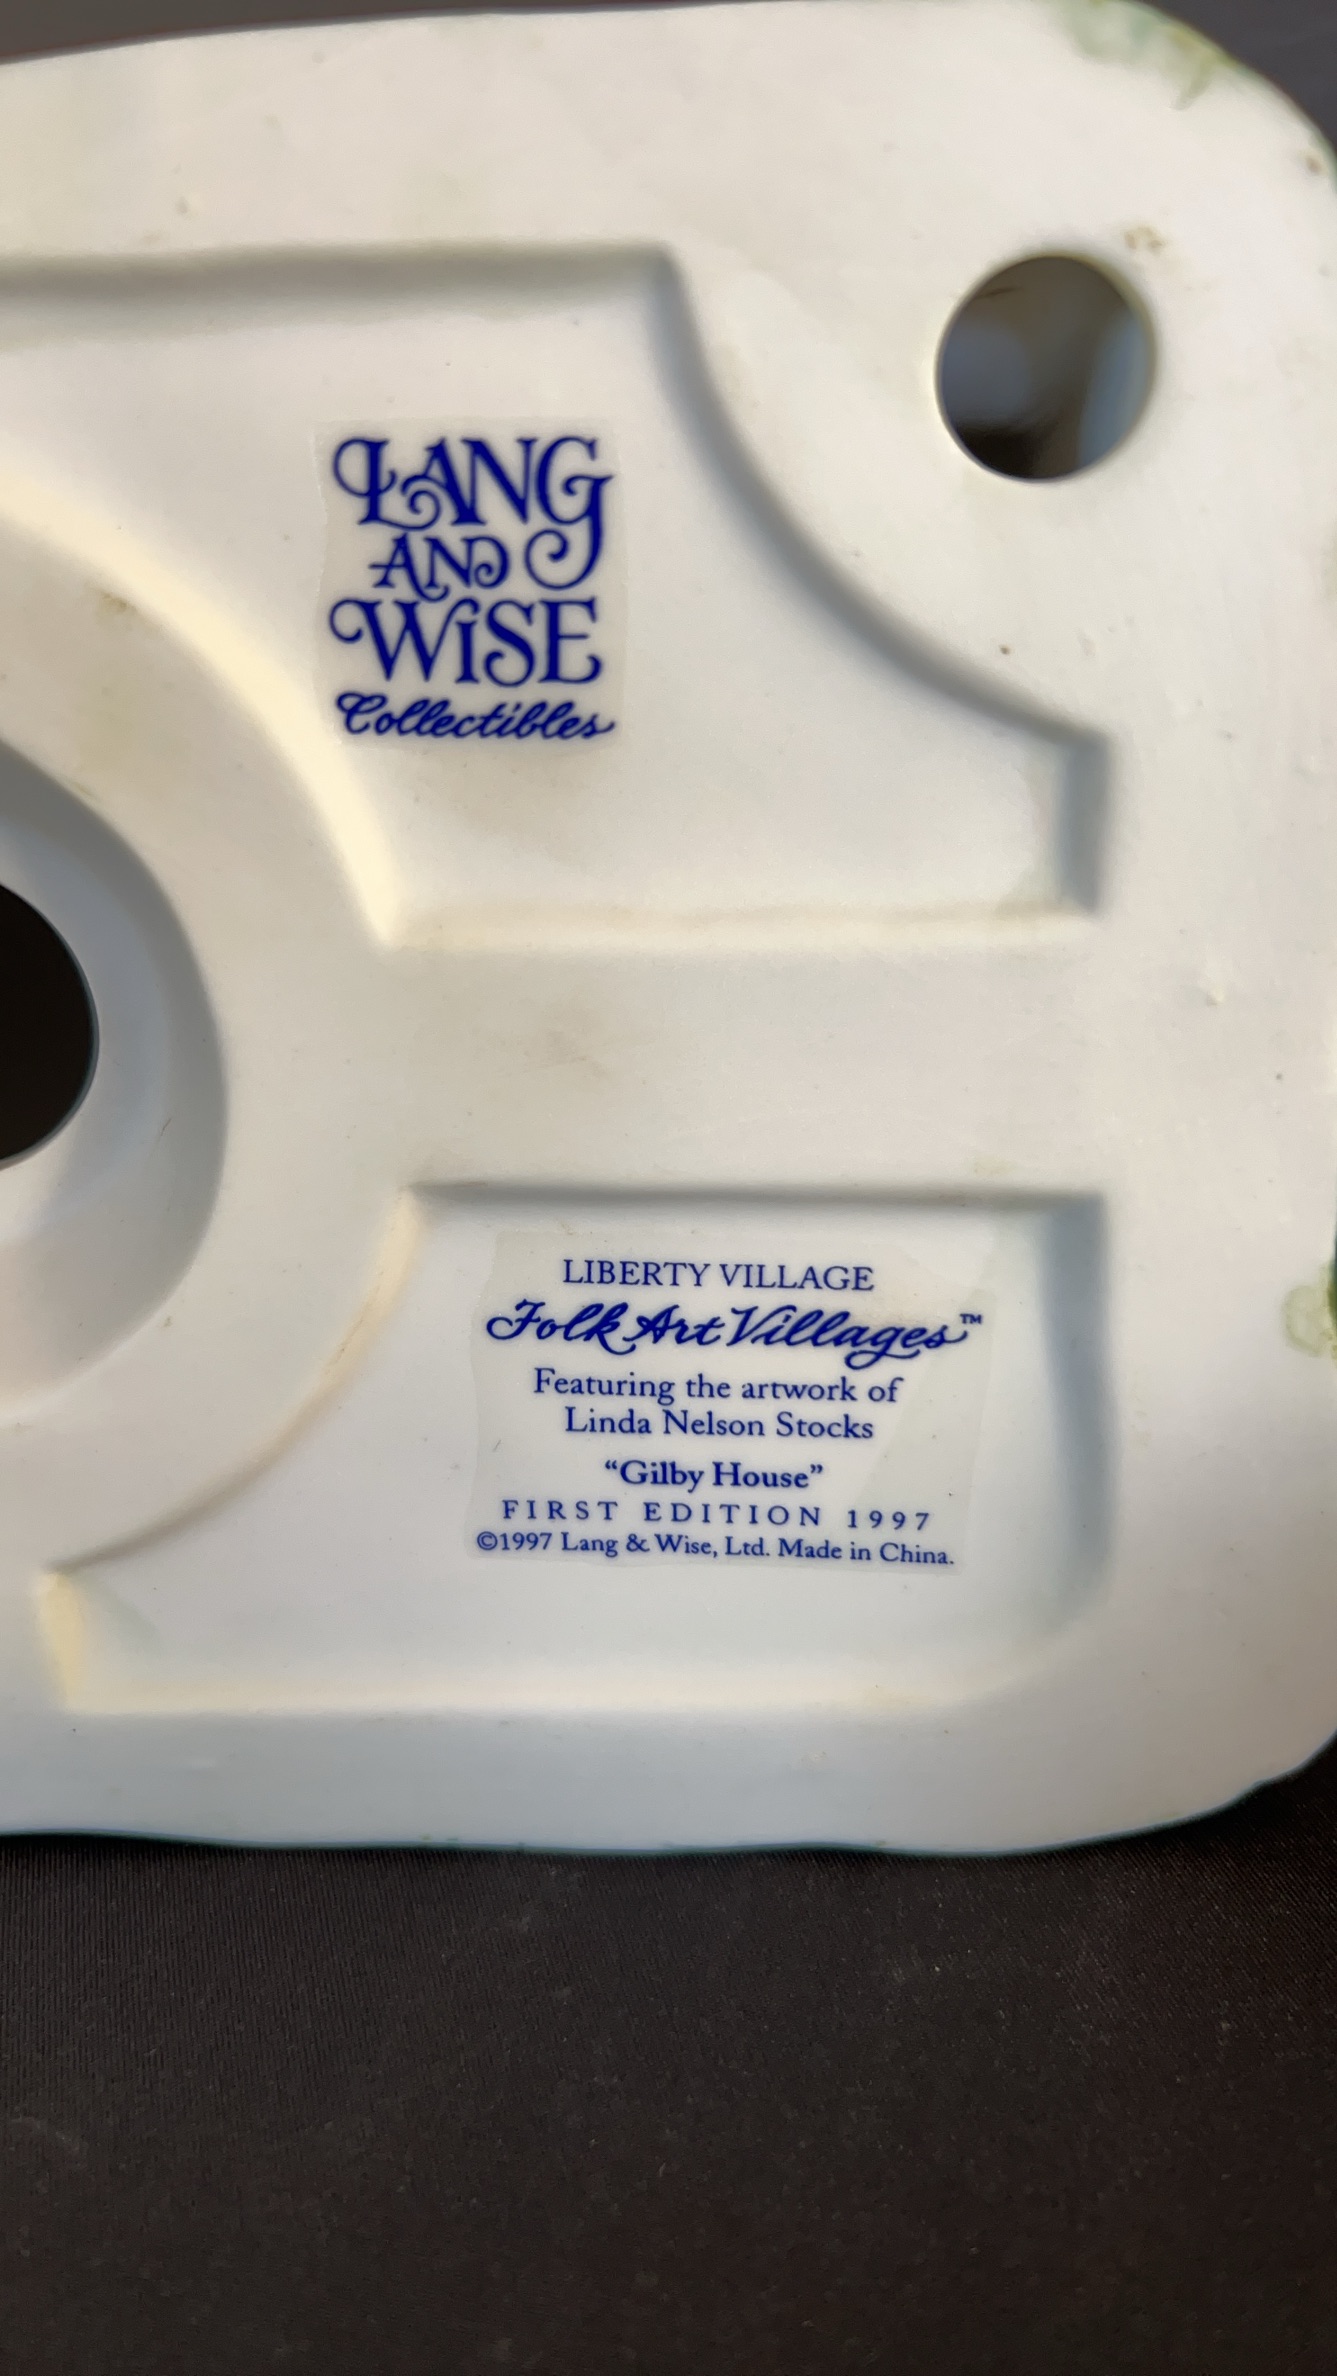 LANG
AND
WiSE
Collectibles
LIBERTY VILLAGE
Folk Art Villages™
Featuring the artwork of
Linda Nelson Stocks
“Gilby House”
FIRST EDITION 1997
©1997 Lang & Wise, Ltd. Made in China.